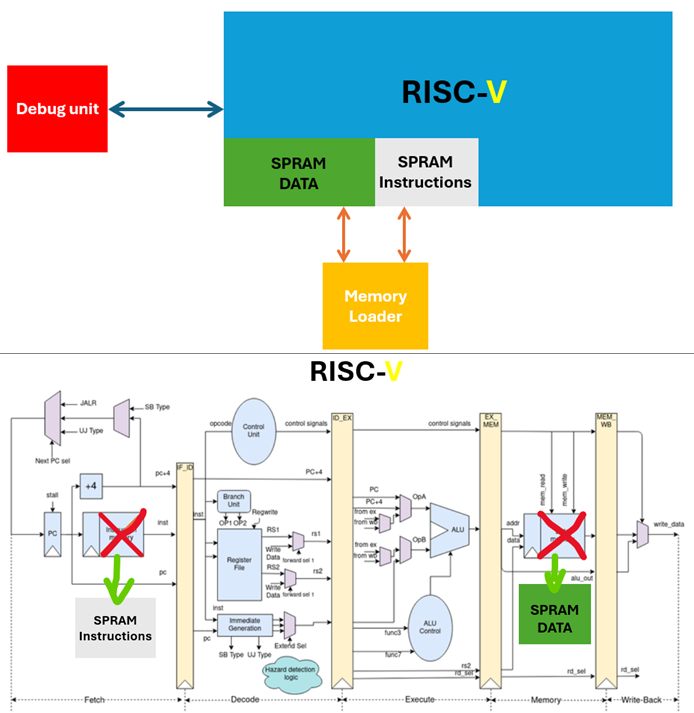 RISC-V
Debug unit
SPRAM
DATA
SPRAM
Instructions
Memory
Loader
RISC-V
JALR
SB Type
UJ Type
Next PC sel
opcode
Control
Unit
control signals
ID_EX
control signals
EX_
MEM
MEM_
WB
pc+4
IF_ID
PC+4
+4
stall
PC
inst
inst
pc
Branch
Unit
Regwrite
OP1 OP2
RS1
rs1
Register
File
Write
Data
forward sel 1
RS2
rs2
Write
Data
forward sel 1
inst
Immediate
Generation
pc
Extend Sel
SB Type
UJ Type
Hazard detection
logic
PC
PC+4
from ex
from wb
OpA
ALU
from ex
from wb
OpB
ALU
Control
func3
func7
rs2
rd_sel
mem_read
mem_write
addr
data
alu_out
rd_sel
write_data
rd_sel
SPRAM
Instructions
SPRAM
DATA
Fetch
Decode
Execute
Memory
Write-Back